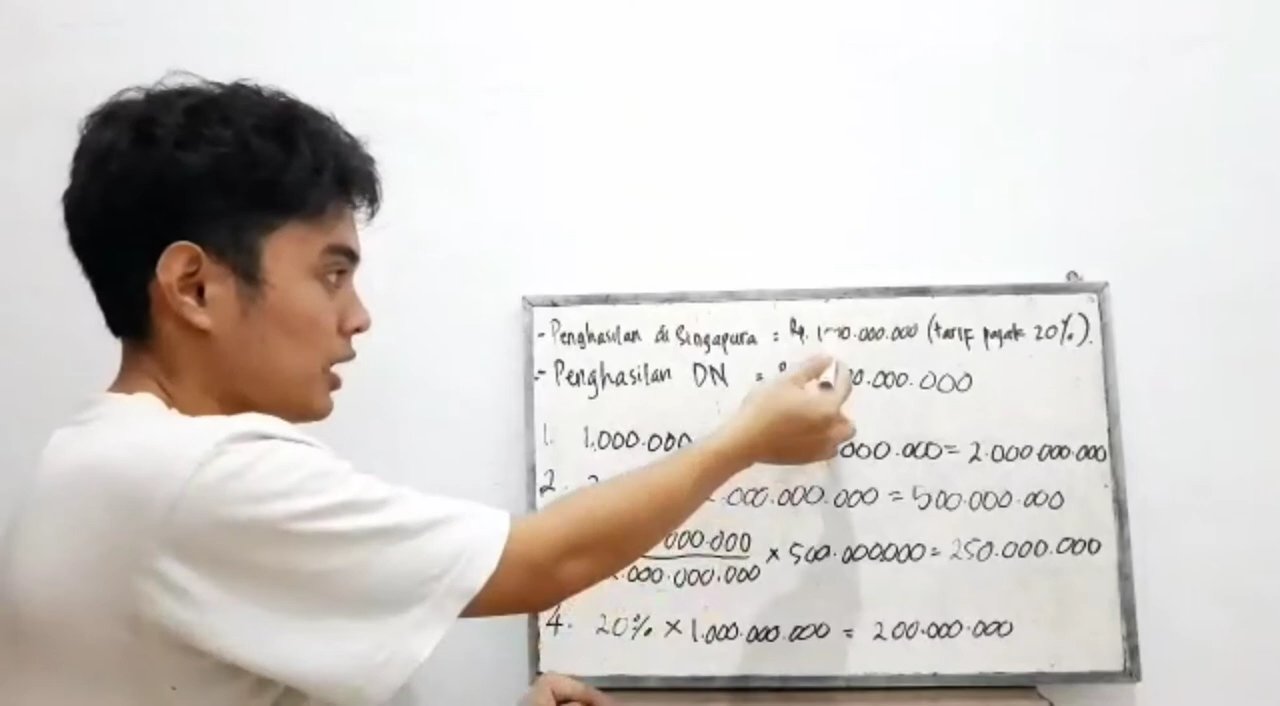 - Penghasilan di Singapura = Rp. .000.000 (tarif pajak 20%).
- Penghasilan DN = 0.000.000
1. 1.000.000 000.000 = 2.000.000.000
2. .000.000.000 = 500.000.000
000.000 × 500.000.000 = 250.000.000
.000.000.000
4. 20% × 1.000.000.000 = 200.000.000